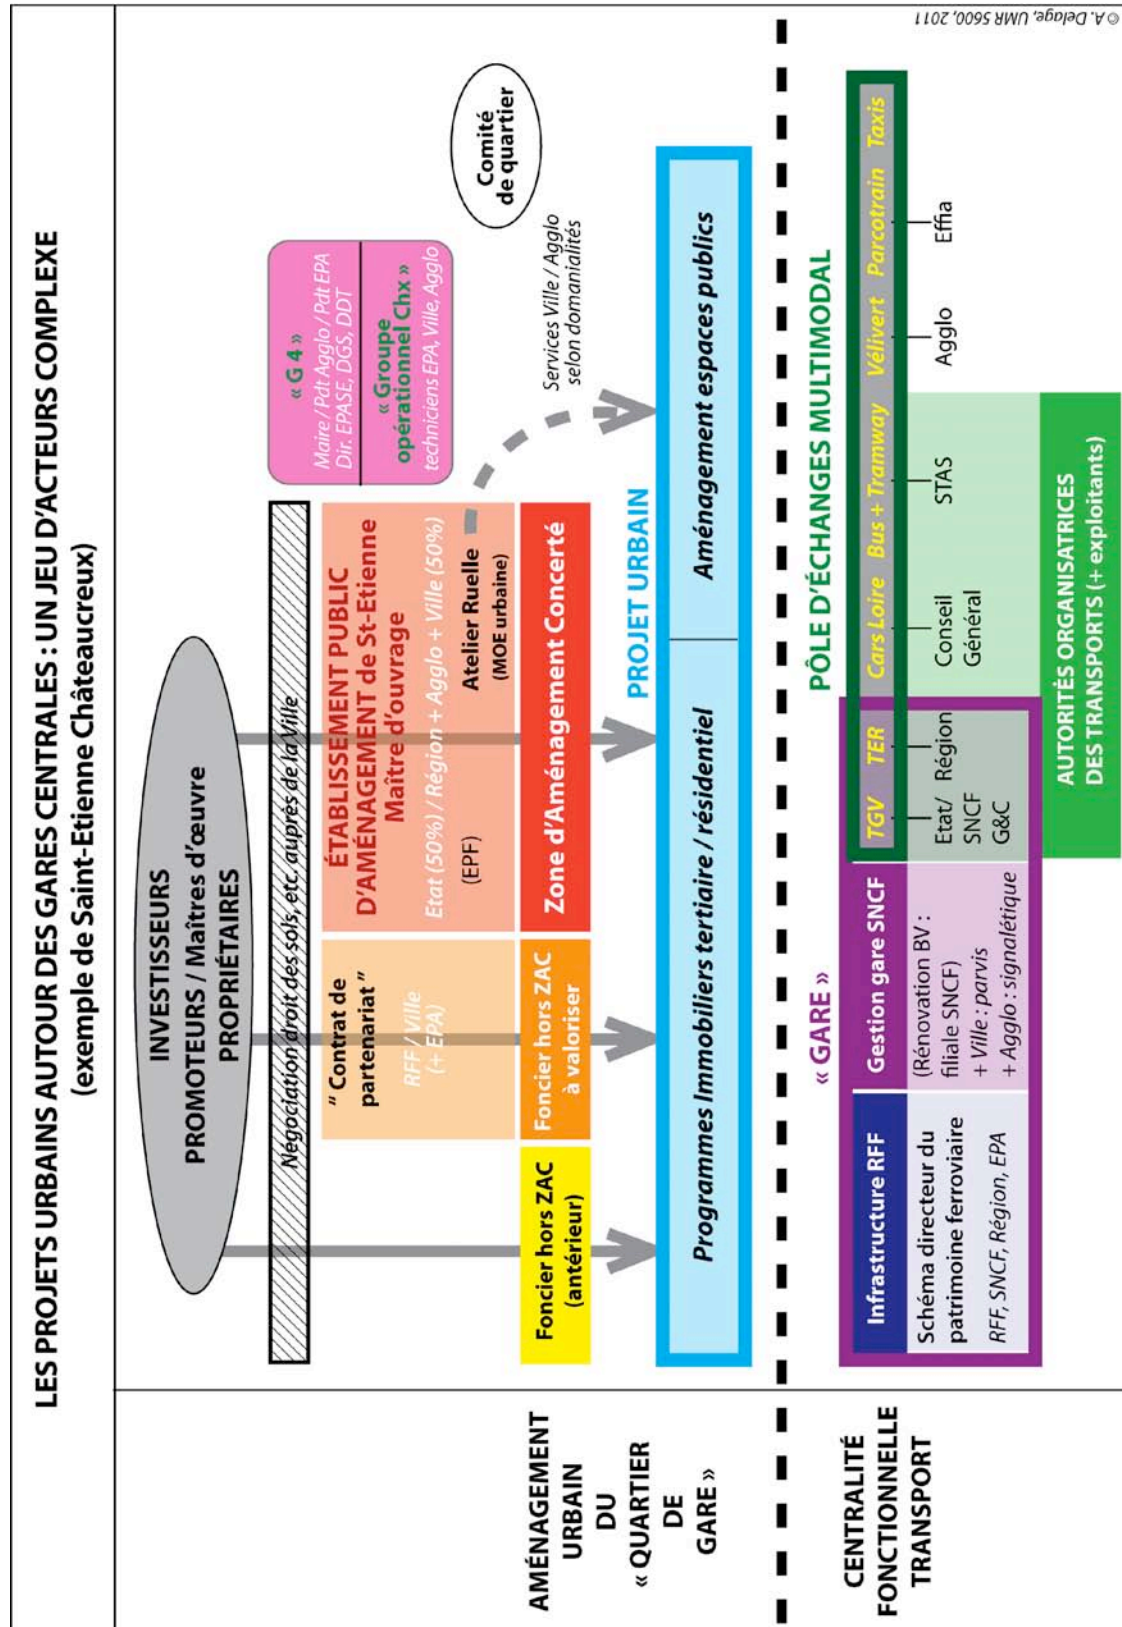 LES PROJETS URBAINS AUTOUR DES GARES CENTRALES : UN JEU D'ACTEURS COMPLEXE
(exemple de Saint-Etienne Châteaucreux)
AMÉNAGEMENT
URBAIN
DU
« QUARTIER
DE
GARE »
INVESTISSEURS
PROMOTEURS / Maîtres d'œuvre
PROPRIÉTAIRES
Négociation droit des sols, etc. auprès de la Ville
" Contrat de
partenariat "
RFF / Ville
(+ EPA)
ÉTABLISSEMENT PUBLIC
D'AMÉNAGEMENT de St-Etienne
Maître d'ouvrage
Etat (50%) / Région + Agglo + Ville (50%)
(EPF)
Atelier Ruelle
(MOE urbaine)
« G 4 »
Maire / Pdt Agglo / Pdt EPA
Dir. EPASE, DGS, DDT
« Groupe
opérationnel Chx »
techniciens EPA, Ville, Agglo
Comité
de quartier
Foncier hors ZAC
(antérieur)
Foncier hors ZAC
à valoriser
Zone d'Aménagement Concerté
Services Ville / Agglo
selon domanialités
PROJET URBAIN
Programmes Immobiliers tertiaire / résidentiel
Aménagement espaces publics
CENTRALITÉ
FONCTIONNELLE
TRANSPORT
« GARE »
PÔLE D'ÉCHANGES MULTIMODAL
Infrastructure RFF
Schéma directeur du
patrimoine ferroviaire
RFF, SNCF, Région, EPA
Gestion gare SNCF
(Rénovation BV :
filiale SNCF)
+ Ville : parvis
+ Agglo : signalétique
TGV TER Cars Loire Bus + Tramway Vélivert Parcotrain Taxis
Etat/
SNCF
G&C
Région
Conseil
Général
STAS
Agglo
Effia
AUTORITÉS ORGANISATRICES
DES TRANSPORTS (+ exploitants)
© A. Delage, UMR 5600, 2011